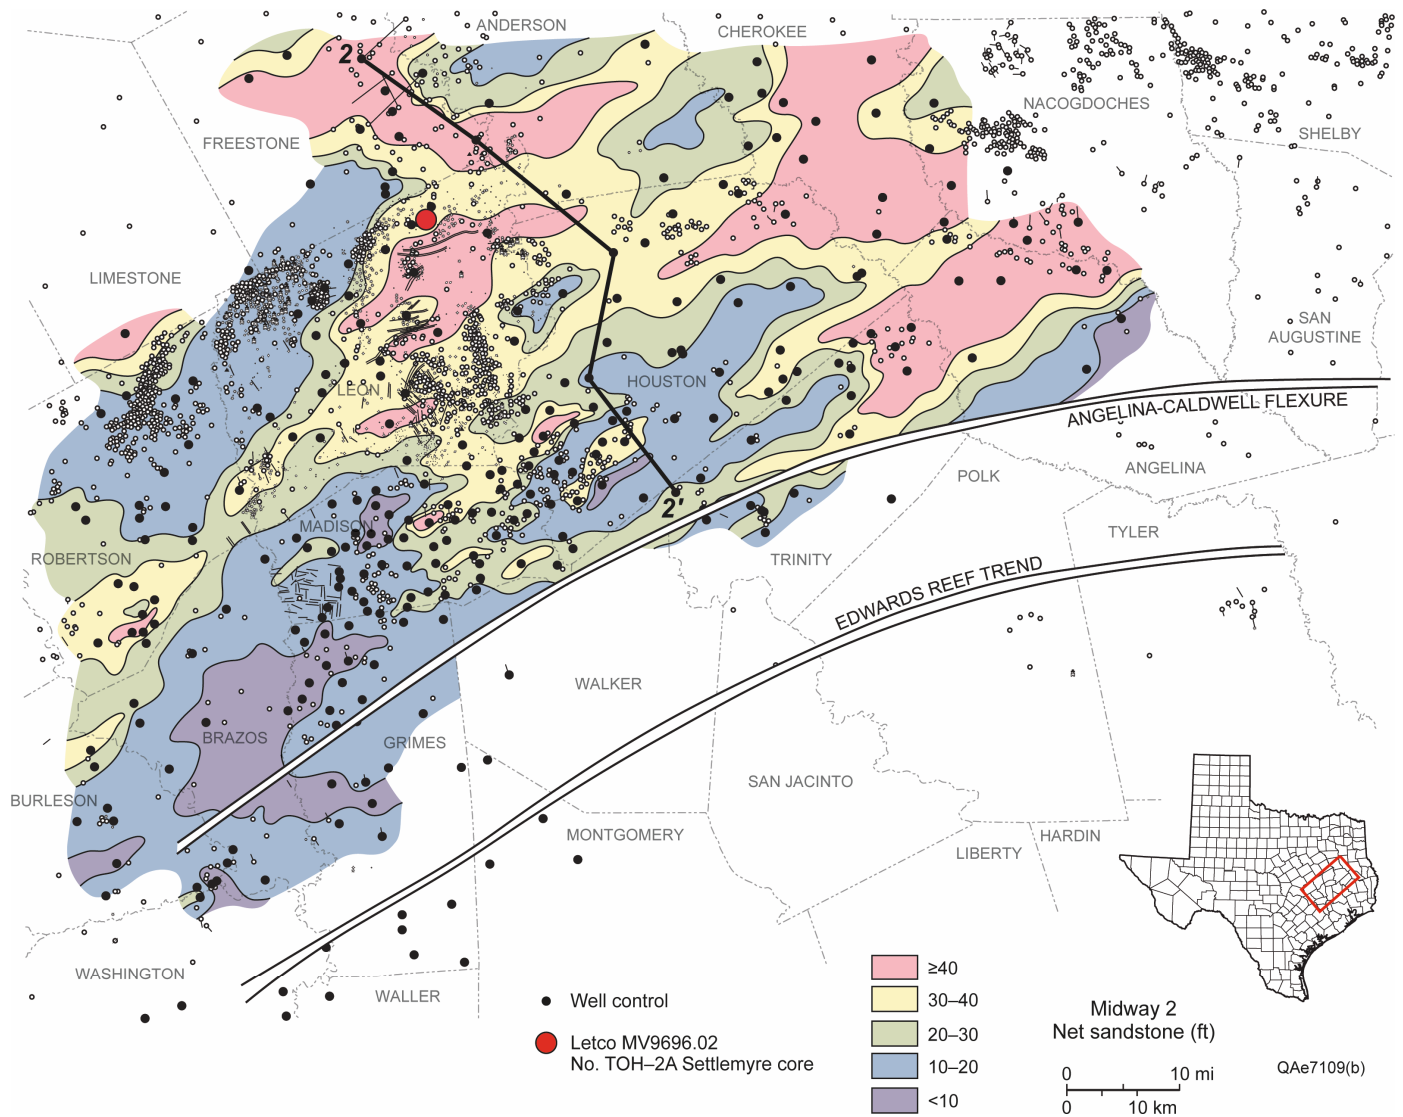 ANDERSON
CHEROKEE
2
NACOGDOCHES
SHELBY
FREESTONE
LIMESTONE
SAN
AUGUSTINE
LEON
HOUSTON
ANGELINA-CALDWELL FLEXURE
ANGELINA
POLK
2'
MADISON
TYLER
ROBERTSON
TRINITY
EDWARDS REEF TREND
WALKER
BRAZOS
GRIMES
SAN JACINTO
BURLESON
MONTGOMERY
HARDIN
LIBERTY
WASHINGTON
WALLER
Well control
Letco MV9696.02
No. TOH–2A Settlemyre core
≥40
30–40
20–30
10–20
<10
Midway 2
Net sandstone (ft)
0 10 mi
0 10 km
QAe7109(b)